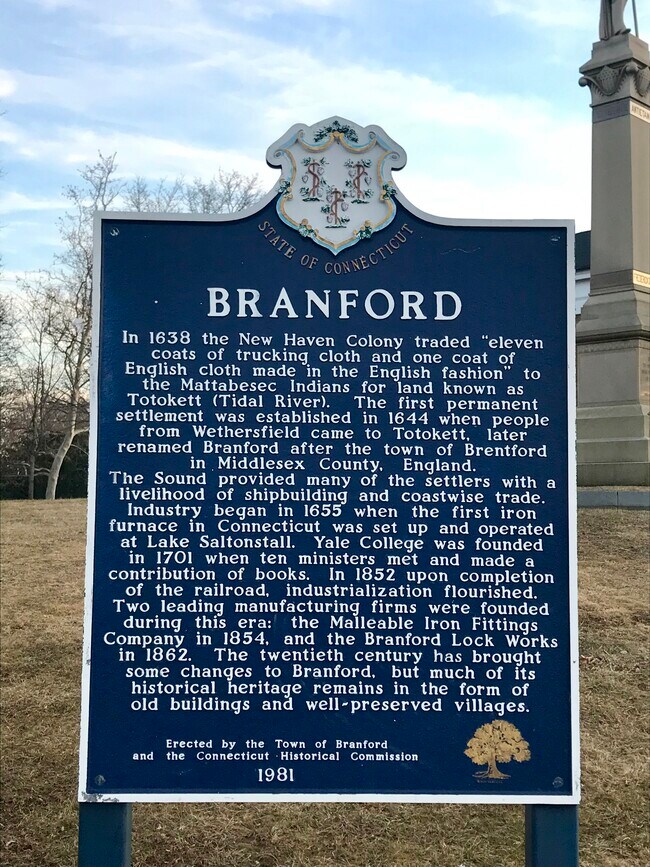 STATE OF CONNECTICUT
BRANFORD
In 1638 the New Haven Colony traded "eleven
coats of trucking cloth and one coat of
English cloth made in the English fashion" to
the Mattabesec Indians for land known as
Totokett (Tidal River). The first permanent
settlement was established in 1644 when people
from Wethersfield came to Totokett, later
renamed Branford after the town of Brentford
in Middlesex County, England.
The Sound provided many of the settlers with a
livelihood of shipbuilding and coastwise trade.
Industry began in 1655 when the first iron
furnace in Connecticut was set up and operated
at Lake Saltonstall. Yale College was founded
in 1701 when ten ministers met and made a
contribution of books. In 1852 upon completion
of the railroad, industrialization flourished.
Two leading manufacturing firms were founded
during this era: the Malleable Iron Fittings
Company in 1854, and the Branford Lock Works
in 1862. The twentieth century has brought
some changes to Branford, but much of its
historical heritage remains in the form of
old buildings and well-preserved villages.
Erected by the Town of Branford
and the Connecticut Historical Commission
1981